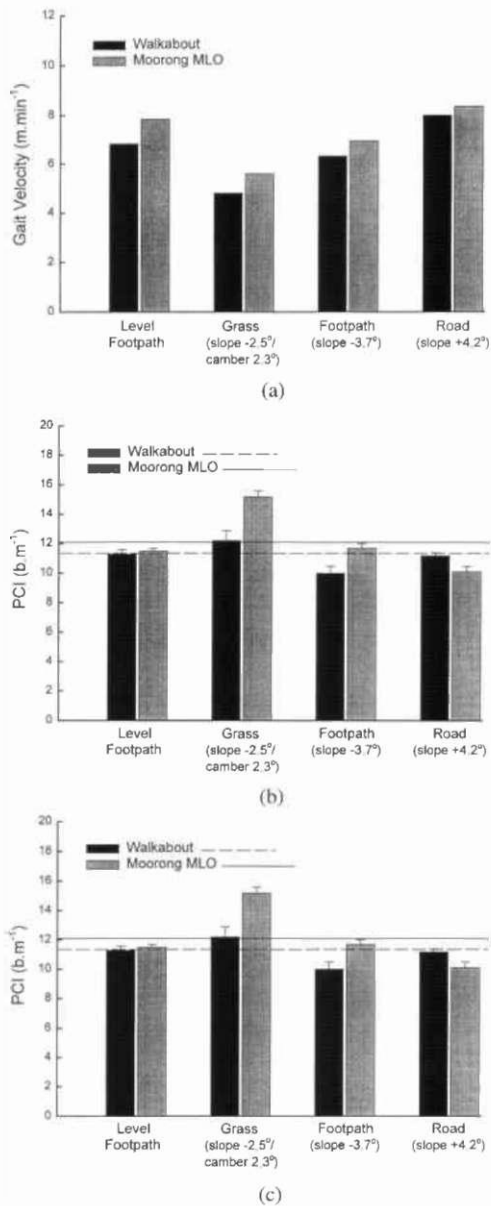 12
10
8
6
4
2
0
Gait Velocity (m.min⁻¹)
Walkabout
Moorong MLO
Level
Footpath
Grass
(slope -2.5°/
camber 2.3°)
Footpath
(slope -3.7°)
Road
(slope +4.2°)
(a)
20
18
16
14
12
10
8
6
4
2
0
PCI (b.m⁻¹)
Walkabout
Moorong MLO
Level
Footpath
Grass
(slope -2.5°/
camber 2.3°)
Footpath
(slope -3.7°)
Road
(slope +4.2°)
(b)
20
18
16
14
12
10
8
6
4
2
0
PCI (b.m⁻¹)
Walkabout
Moorong MLO
Level
Footpath
Grass
(slope -2.5°/
camber 2.3°)
Footpath
(slope -3.7°)
Road
(slope +4.2°)
(c)